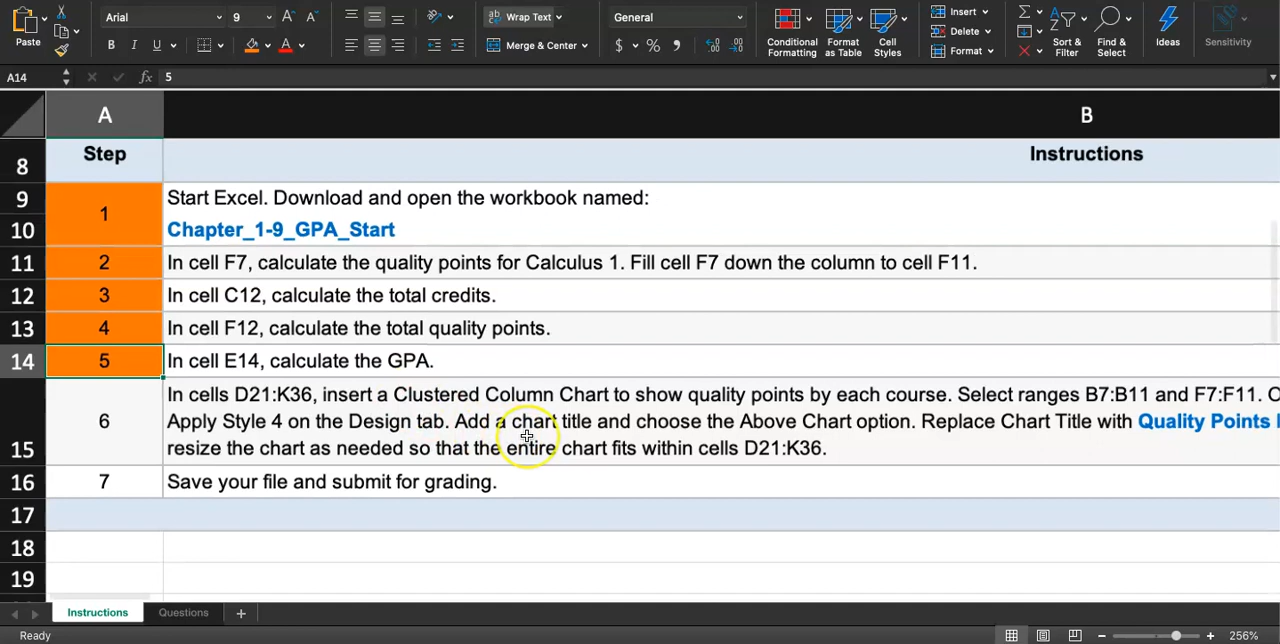 Arial 9 Wrap Text General Insert
Paste B I U Merge & Center $ % Conditional Formatting Format as Table Cell Styles Delete Format Sort & Filter Find & Select Ideas Sensitivity
A14 fx 5
A B
8 Step Instructions
9 1 Start Excel. Download and open the workbook named:
10 Chapter_1-9_GPA_Start
11 2 In cell F7, calculate the quality points for Calculus 1. Fill cell F7 down the column to cell F11.
12 3 In cell C12, calculate the total credits.
13 4 In cell F12, calculate the total quality points.
14 5 In cell E14, calculate the GPA.
In cells D21:K36, insert a Clustered Column Chart to show quality points by each course. Select ranges B7:B11 and F7:F11.
6 Apply Style 4 on the Design tab. Add a chart title and choose the Above Chart option. Replace Chart Title with Quality Points
15 resize the chart as needed so that the entire chart fits within cells D21:K36.
16 7 Save your file and submit for grading.
17
18
19
Instructions Questions +
Ready 256%